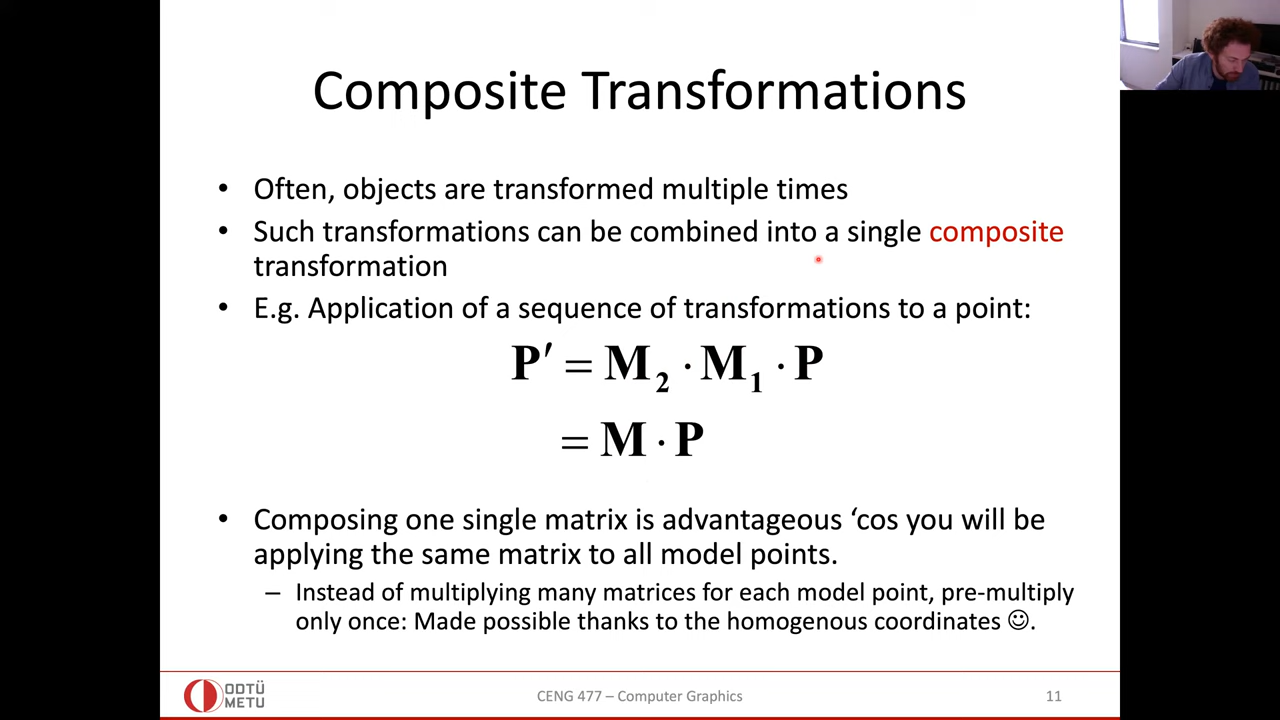 Composite Transformations
• Often, objects are transformed multiple times
• Such transformations can be combined into a single composite
transformation
• E.g. Application of a sequence of transformations to a point:
P′ = M₂ · M₁ · P
= M · P
• Composing one single matrix is advantageous ‘cos you will be
applying the same matrix to all model points.
– Instead of multiplying many matrices for each model point, pre-multiply
only once: Made possible thanks to the homogenous coordinates ☺.
ODTÜ
METU
CENG 477 – Computer Graphics
11